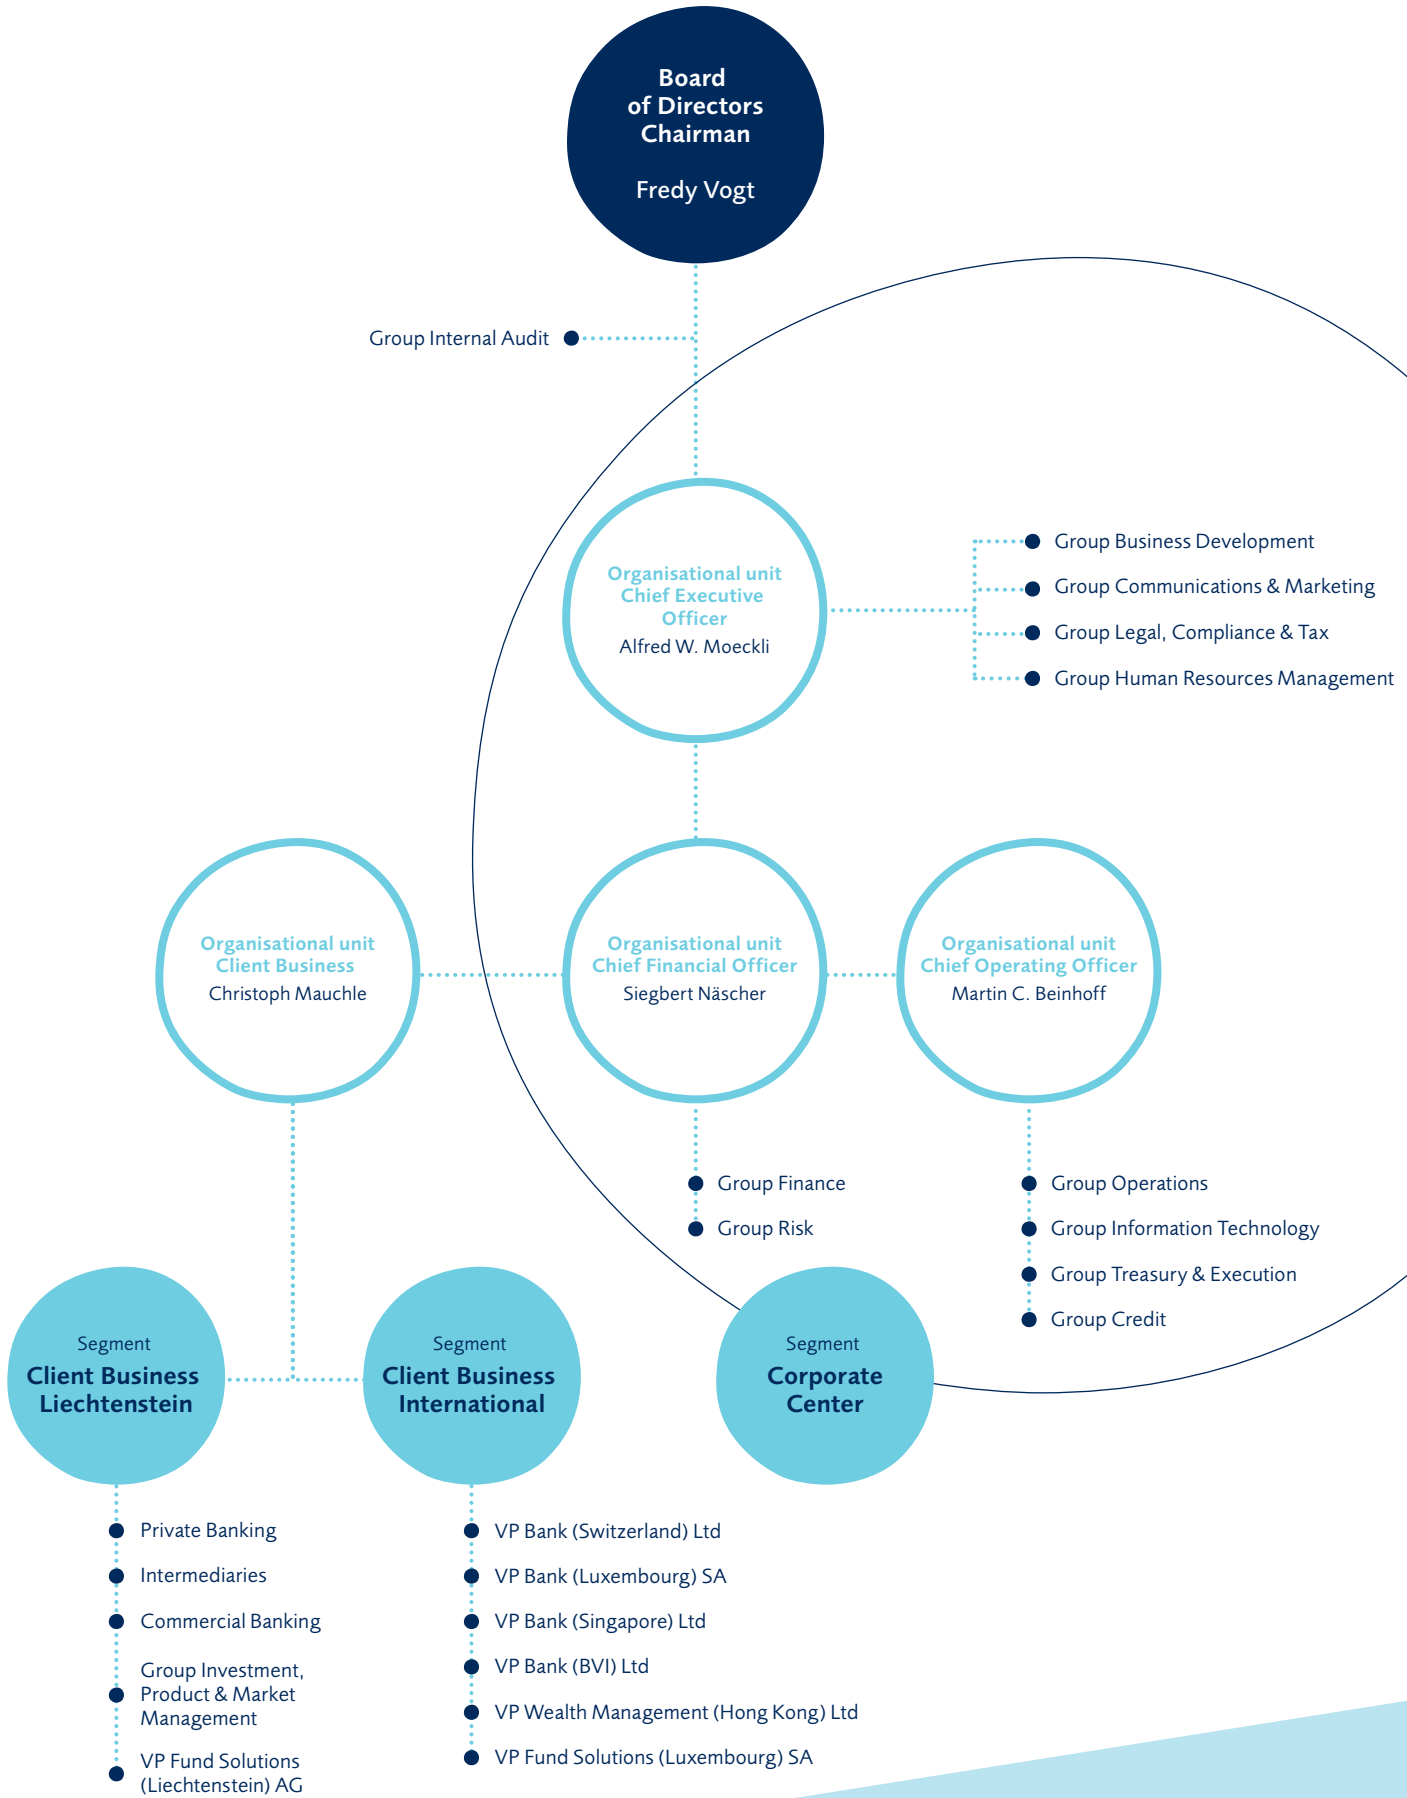 Board
of Directors
Chairman
Fredy Vogt
Group Internal Audit
Organisational unit
Chief Executive
Officer
Alfred W. Moeckli
Group Business Development
Group Communications & Marketing
Group Legal, Compliance & Tax
Group Human Resources Management
Organisational unit
Client Business
Christoph Mauchle
Organisational unit
Chief Financial Officer
Siegbert Näscher
Organisational unit
Chief Operating Officer
Martin C. Beinhoff
Group Finance
Group Risk
Group Operations
Group Information Technology
Group Treasury & Execution
Group Credit
Segment
Client Business
Liechtenstein
Segment
Client Business
International
Segment
Corporate
Center
Private Banking
Intermediaries
Commercial Banking
Group Investment,
Product & Market
Management
VP Fund Solutions
(Liechtenstein) AG
VP Bank (Switzerland) Ltd
VP Bank (Luxembourg) SA
VP Bank (Singapore) Ltd
VP Bank (BVI) Ltd
VP Wealth Management (Hong Kong) Ltd
VP Fund Solutions (Luxembourg) SA